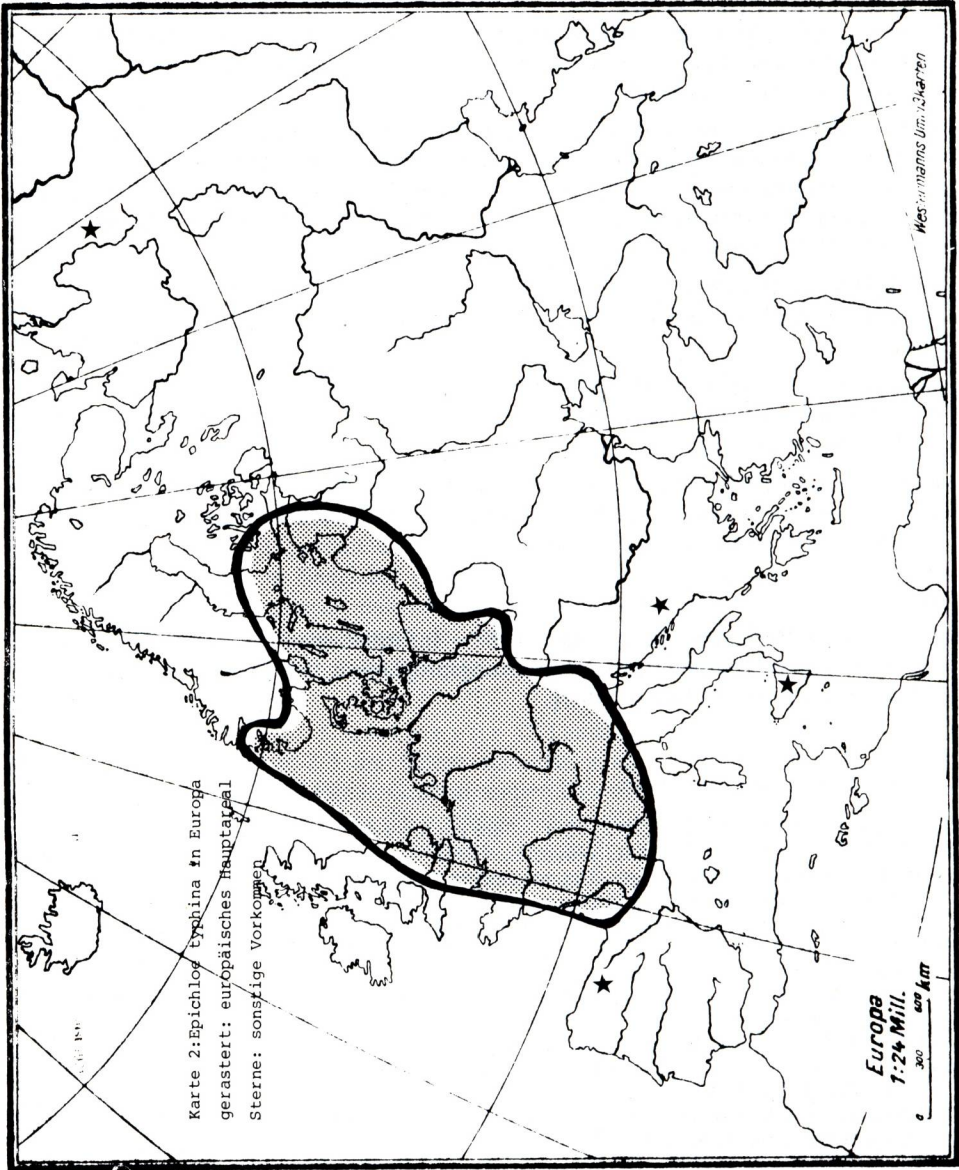 Karte 2:Epichloe typhina in Europa
gerastert: europäisches Hauptareal
Sterne: sonstige Vorkommen
Europa
1:24 Mill.
0 300 600 km
Westermanns Umrißkarten